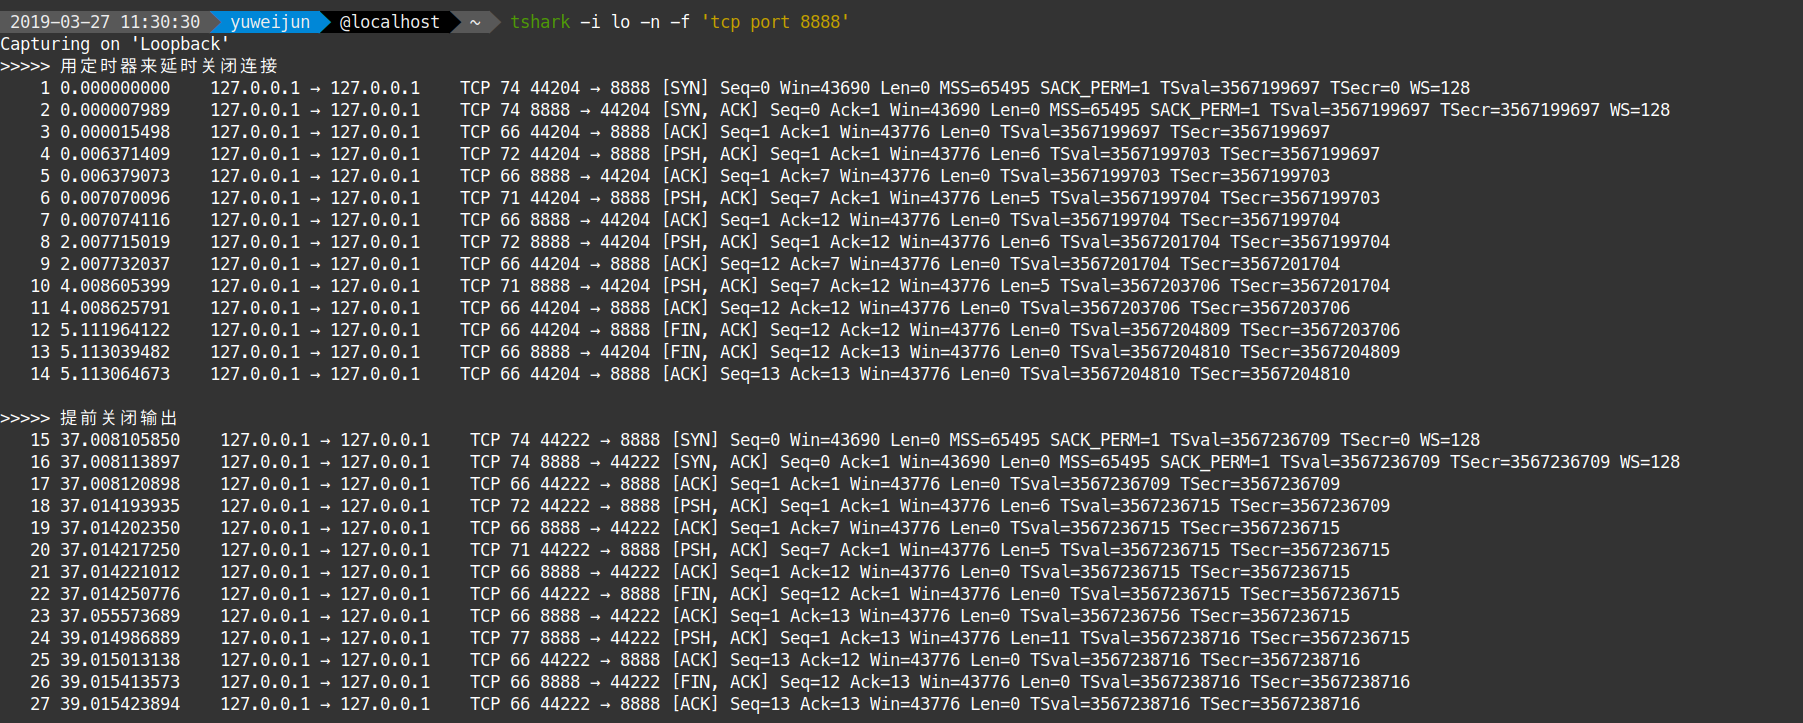 2019-03-27 11:30:30 yuweijun @localhost ~ tshark -i lo -n -f 'tcp port 8888'
Capturing on 'Loopback'
>>>>> 用定时器来延时关闭连接
1 0.000000000 127.0.0.1 → 127.0.0.1 TCP 74 44204 → 8888 [SYN] Seq=0 Win=43690 Len=0 MSS=65495 SACK_PERM=1 TSval=3567199697 TSecr=0 WS=128
2 0.000007989 127.0.0.1 → 127.0.0.1 TCP 74 8888 → 44204 [SYN, ACK] Seq=0 Ack=1 Win=43690 Len=0 MSS=65495 SACK_PERM=1 TSval=3567199697 TSecr=3567199697 WS=128
3 0.000015498 127.0.0.1 → 127.0.0.1 TCP 66 44204 → 8888 [ACK] Seq=1 Ack=1 Win=43776 Len=0 TSval=3567199697 TSecr=3567199697
4 0.006371409 127.0.0.1 → 127.0.0.1 TCP 72 44204 → 8888 [PSH, ACK] Seq=1 Ack=1 Win=43776 Len=6 TSval=3567199703 TSecr=3567199697
5 0.006379073 127.0.0.1 → 127.0.0.1 TCP 66 8888 → 44204 [ACK] Seq=1 Ack=7 Win=43776 Len=0 TSval=3567199703 TSecr=3567199703
6 0.007070096 127.0.0.1 → 127.0.0.1 TCP 71 44204 → 8888 [PSH, ACK] Seq=7 Ack=1 Win=43776 Len=5 TSval=3567199704 TSecr=3567199703
7 0.007074116 127.0.0.1 → 127.0.0.1 TCP 66 8888 → 44204 [ACK] Seq=1 Ack=12 Win=43776 Len=0 TSval=3567199704 TSecr=3567199704
8 2.007715019 127.0.0.1 → 127.0.0.1 TCP 72 8888 → 44204 [PSH, ACK] Seq=1 Ack=12 Win=43776 Len=6 TSval=3567201704 TSecr=3567199704
9 2.007732037 127.0.0.1 → 127.0.0.1 TCP 66 44204 → 8888 [ACK] Seq=12 Ack=7 Win=43776 Len=0 TSval=3567201704 TSecr=3567201704
10 4.008605399 127.0.0.1 → 127.0.0.1 TCP 71 8888 → 44204 [PSH, ACK] Seq=7 Ack=12 Win=43776 Len=5 TSval=3567203706 TSecr=3567201704
11 4.008625791 127.0.0.1 → 127.0.0.1 TCP 66 44204 → 8888 [ACK] Seq=12 Ack=12 Win=43776 Len=0 TSval=3567203706 TSecr=3567203706
12 5.111964122 127.0.0.1 → 127.0.0.1 TCP 66 44204 → 8888 [FIN, ACK] Seq=12 Ack=12 Win=43776 Len=0 TSval=3567204809 TSecr=3567203706
13 5.113039482 127.0.0.1 → 127.0.0.1 TCP 66 8888 → 44204 [FIN, ACK] Seq=12 Ack=13 Win=43776 Len=0 TSval=3567204810 TSecr=3567204809
14 5.113064673 127.0.0.1 → 127.0.0.1 TCP 66 44204 → 8888 [ACK] Seq=13 Ack=13 Win=43776 Len=0 TSval=3567204810 TSecr=3567204810
>>>>> 提前关闭输出
15 37.008105850 127.0.0.1 → 127.0.0.1 TCP 74 44222 → 8888 [SYN] Seq=0 Win=43690 Len=0 MSS=65495 SACK_PERM=1 TSval=3567236709 TSecr=0 WS=128
16 37.008113897 127.0.0.1 → 127.0.0.1 TCP 74 8888 → 44222 [SYN, ACK] Seq=0 Ack=1 Win=43690 Len=0 MSS=65495 SACK_PERM=1 TSval=3567236709 TSecr=3567236709 WS=128
17 37.008120898 127.0.0.1 → 127.0.0.1 TCP 66 44222 → 8888 [ACK] Seq=1 Ack=1 Win=43776 Len=0 TSval=3567236709 TSecr=3567236709
18 37.014193935 127.0.0.1 → 127.0.0.1 TCP 72 44222 → 8888 [PSH, ACK] Seq=1 Ack=1 Win=43776 Len=6 TSval=3567236715 TSecr=3567236709
19 37.014202350 127.0.0.1 → 127.0.0.1 TCP 66 8888 → 44222 [ACK] Seq=1 Ack=7 Win=43776 Len=0 TSval=3567236715 TSecr=3567236715
20 37.014217250 127.0.0.1 → 127.0.0.1 TCP 71 44222 → 8888 [PSH, ACK] Seq=7 Ack=1 Win=43776 Len=5 TSval=3567236715 TSecr=3567236715
21 37.014221012 127.0.0.1 → 127.0.0.1 TCP 66 8888 → 44222 [ACK] Seq=1 Ack=12 Win=43776 Len=0 TSval=3567236715 TSecr=3567236715
22 37.014250776 127.0.0.1 → 127.0.0.1 TCP 66 44222 → 8888 [FIN, ACK] Seq=12 Ack=1 Win=43776 Len=0 TSval=3567236715 TSecr=3567236715
23 37.055573689 127.0.0.1 → 127.0.0.1 TCP 66 8888 → 44222 [ACK] Seq=1 Ack=13 Win=43776 Len=0 TSval=3567236756 TSecr=3567236715
24 39.014986889 127.0.0.1 → 127.0.0.1 TCP 77 8888 → 44222 [PSH, ACK] Seq=1 Ack=13 Win=43776 Len=11 TSval=3567238716 TSecr=3567236715
25 39.015013138 127.0.0.1 → 127.0.0.1 TCP 66 44222 → 8888 [ACK] Seq=13 Ack=12 Win=43776 Len=0 TSval=3567238716 TSecr=3567238716
26 39.015413573 127.0.0.1 → 127.0.0.1 TCP 66 8888 → 44222 [FIN, ACK] Seq=12 Ack=13 Win=43776 Len=0 TSval=3567238716 TSecr=3567238716
27 39.015423894 127.0.0.1 → 127.0.0.1 TCP 66 44222 → 8888 [ACK] Seq=13 Ack=13 Win=43776 Len=0 TSval=3567238716 TSecr=3567238716